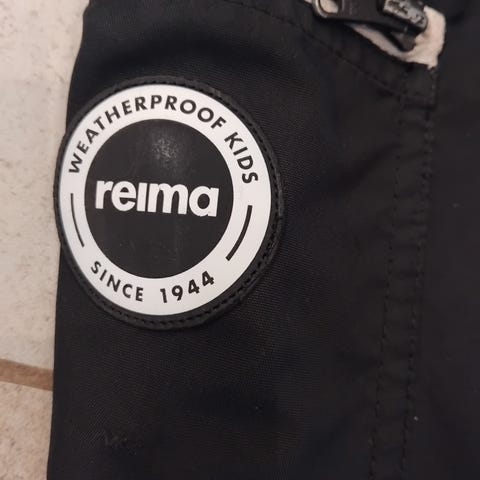 WEATHERPROOF KIDS
reima
SINCE 1944